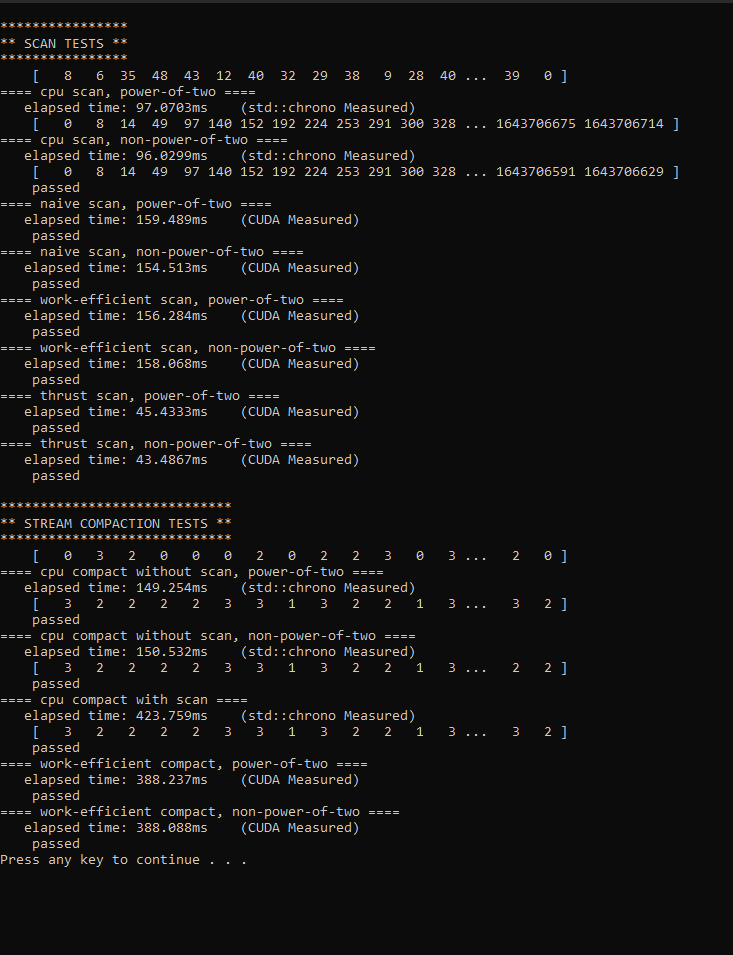 ****************
** SCAN TESTS **
****************
    [   8   6  35  48  43  12  40  32  29  38   9  28  40 ...  39   0 ]
==== cpu scan, power-of-two ====
   elapsed time: 97.0703ms    (std::chrono Measured)
    [   0   8  14  49  97 140 152 192 224 253 291 300 328 ... 1643706675 1643706714 ]
==== cpu scan, non-power-of-two ====
   elapsed time: 96.0299ms    (std::chrono Measured)
    [   0   8  14  49  97 140 152 192 224 253 291 300 328 ... 1643706591 1643706629 ]
    passed
==== naive scan, power-of-two ====
   elapsed time: 159.489ms    (CUDA Measured)
    passed
==== naive scan, non-power-of-two ====
   elapsed time: 154.513ms    (CUDA Measured)
    passed
==== work-efficient scan, power-of-two ====
   elapsed time: 156.284ms    (CUDA Measured)
    passed
==== work-efficient scan, non-power-of-two ====
   elapsed time: 158.068ms    (CUDA Measured)
    passed
==== thrust scan, power-of-two ====
   elapsed time: 45.4333ms    (CUDA Measured)
    passed
==== thrust scan, non-power-of-two ====
   elapsed time: 43.4867ms    (CUDA Measured)
    passed

*****************************
** STREAM COMPACTION TESTS **
*****************************
    [   0   3   2   0   0   0   2   0   2   2   3   0   3 ...   2   0 ]
==== cpu compact without scan, power-of-two ====
   elapsed time: 149.254ms    (std::chrono Measured)
    [   3   2   2   2   2   3   3   1   3   2   2   1   3 ...   3   2 ]
    passed
==== cpu compact without scan, non-power-of-two ====
   elapsed time: 150.532ms    (std::chrono Measured)
    [   3   2   2   2   2   3   3   1   3   2   2   1   3 ...   2   2 ]
    passed
==== cpu compact with scan ====
   elapsed time: 423.759ms    (std::chrono Measured)
    [   3   2   2   2   2   3   3   1   3   2   2   1   3 ...   3   2 ]
    passed
==== work-efficient compact, power-of-two ====
   elapsed time: 388.237ms    (CUDA Measured)
    passed
==== work-efficient compact, non-power-of-two ====
   elapsed time: 388.088ms    (CUDA Measured)
    passed
Press any key to continue . . .